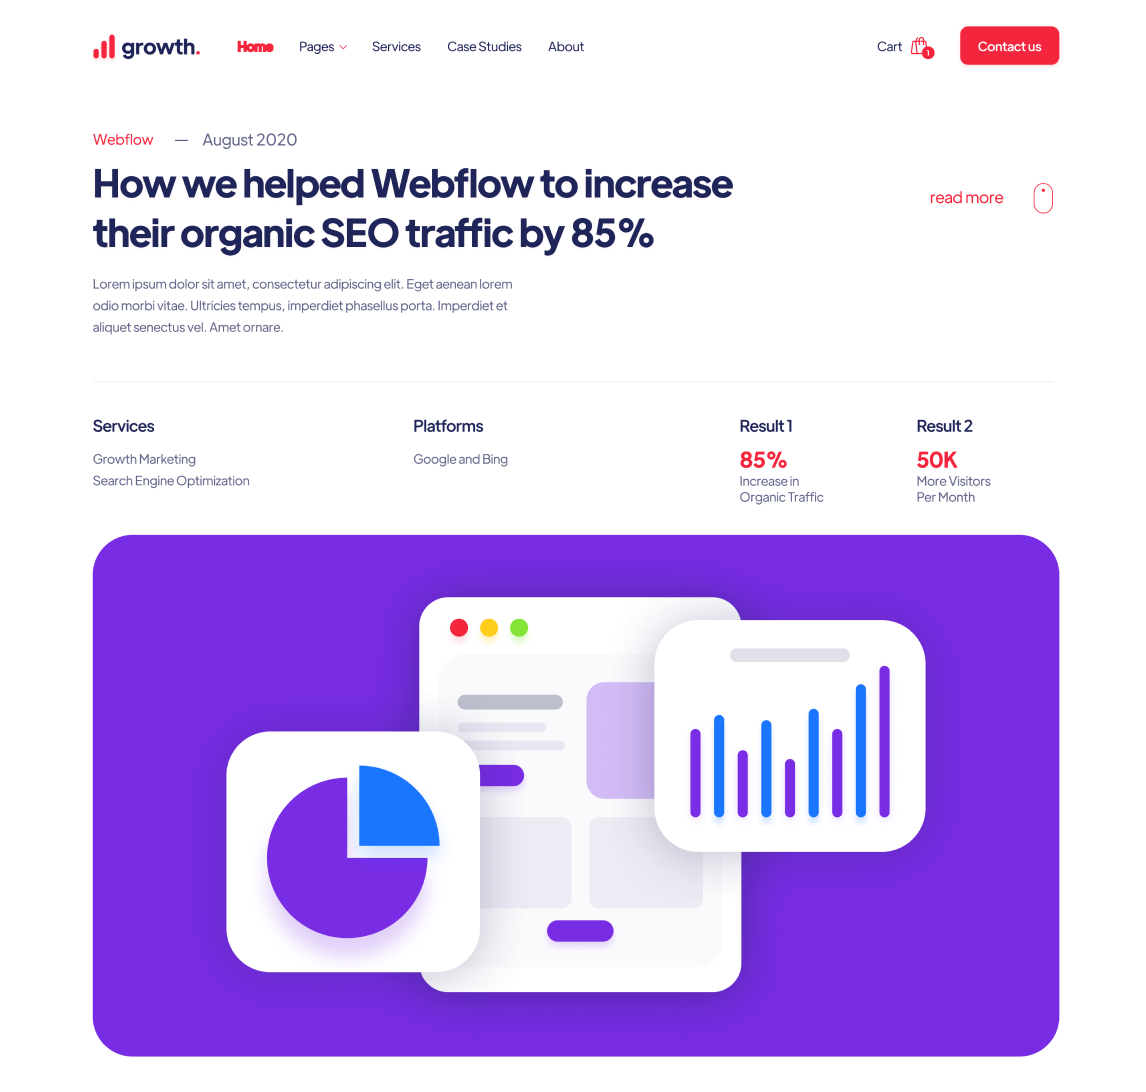 growth.
Home
Pages
Services
Case Studies
About
Cart
1
Contact us
Webflow — August 2020
How we helped Webflow to increase
their organic SEO traffic by 85%
read more
Lorem ipsum dolor sit amet, consectetur adipiscing elit. Eget aenean lorem
odio morbi vitae. Ultricies tempus, imperdiet phasellus porta. Imperdiet et
aliquet senectus vel. Amet ornare.
Services
Growth Marketing
Search Engine Optimization
Platforms
Google and Bing
Result 1
85%
Increase in
Organic Traffic
Result 2
50K
More Visitors
Per Month